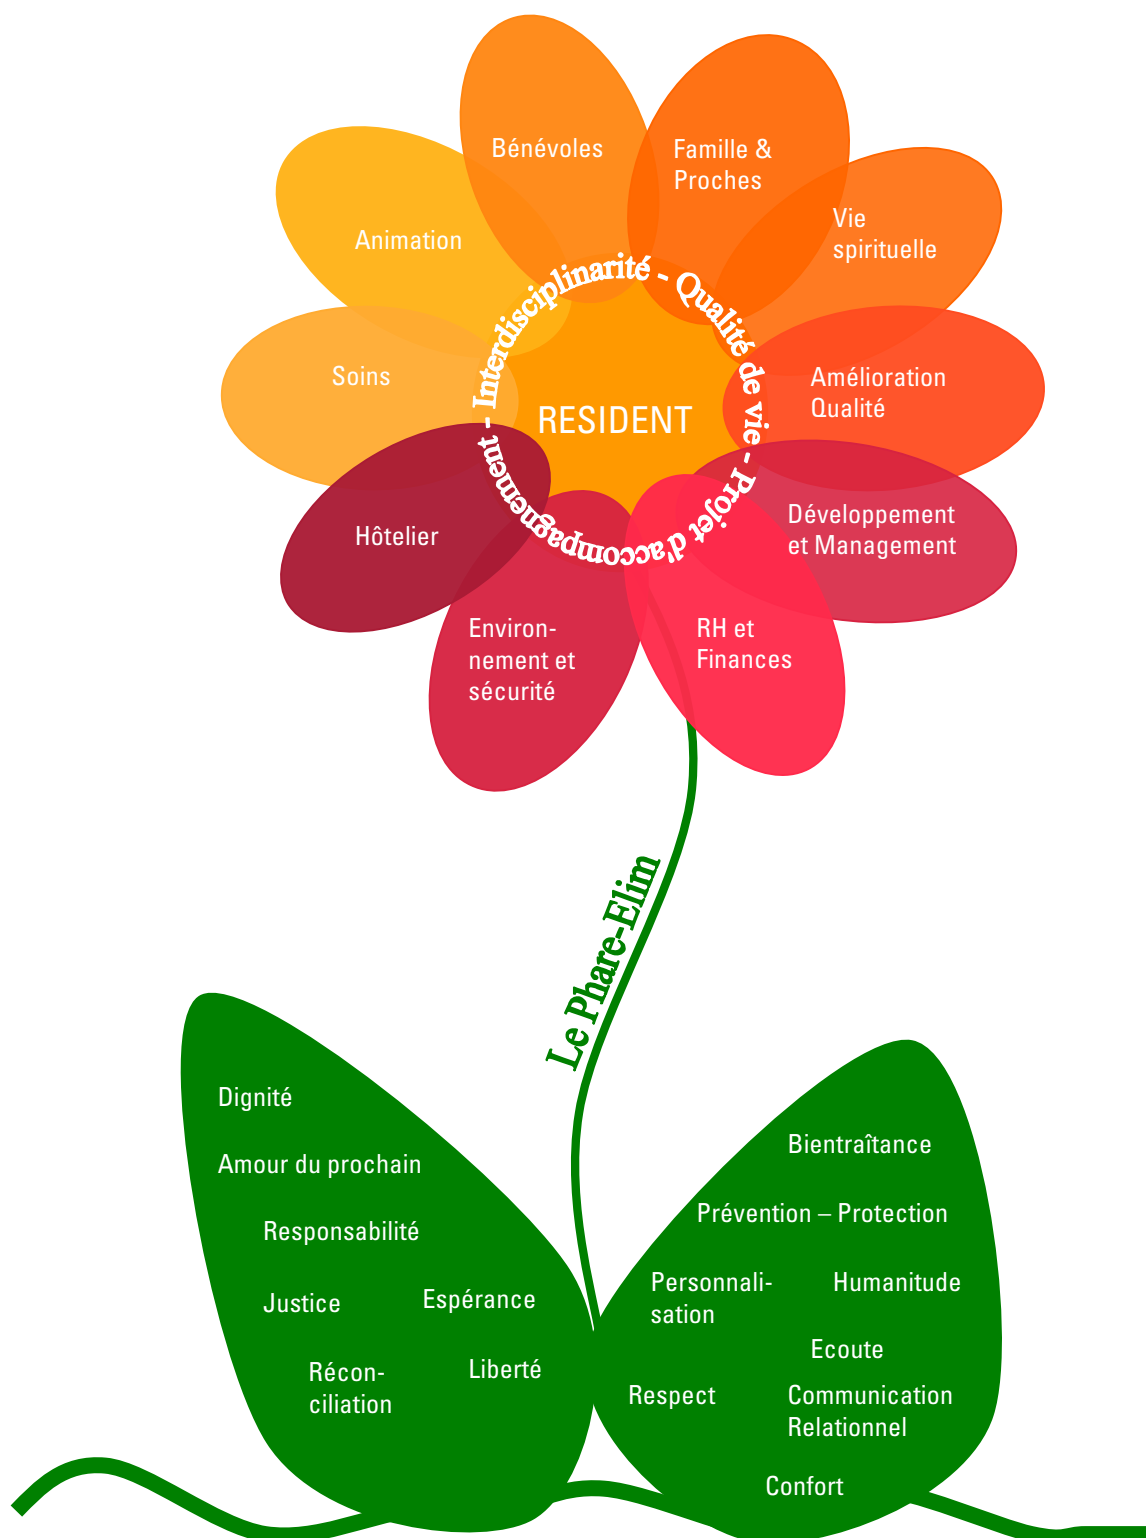 Bénévoles
Famille &
Proches
Vie
spirituelle
Animation
Soins
Amélioration
Qualité
Interdisciplinarité - Qualité de vie - Projet d'accompagnement -
RESIDENT
Hôtelier
Développement
et Management
Environ-
nement et
sécurité
RH et
Finances
Le Phare-Elim
Dignité
Amour du prochain
Responsabilité
Justice
Espérance
Récon-
ciliation
Liberté
Bientraîtance
Prévention – Protection
Personnali-
sation
Humanitude
Ecoute
Respect
Communication
Relationnel
Confort